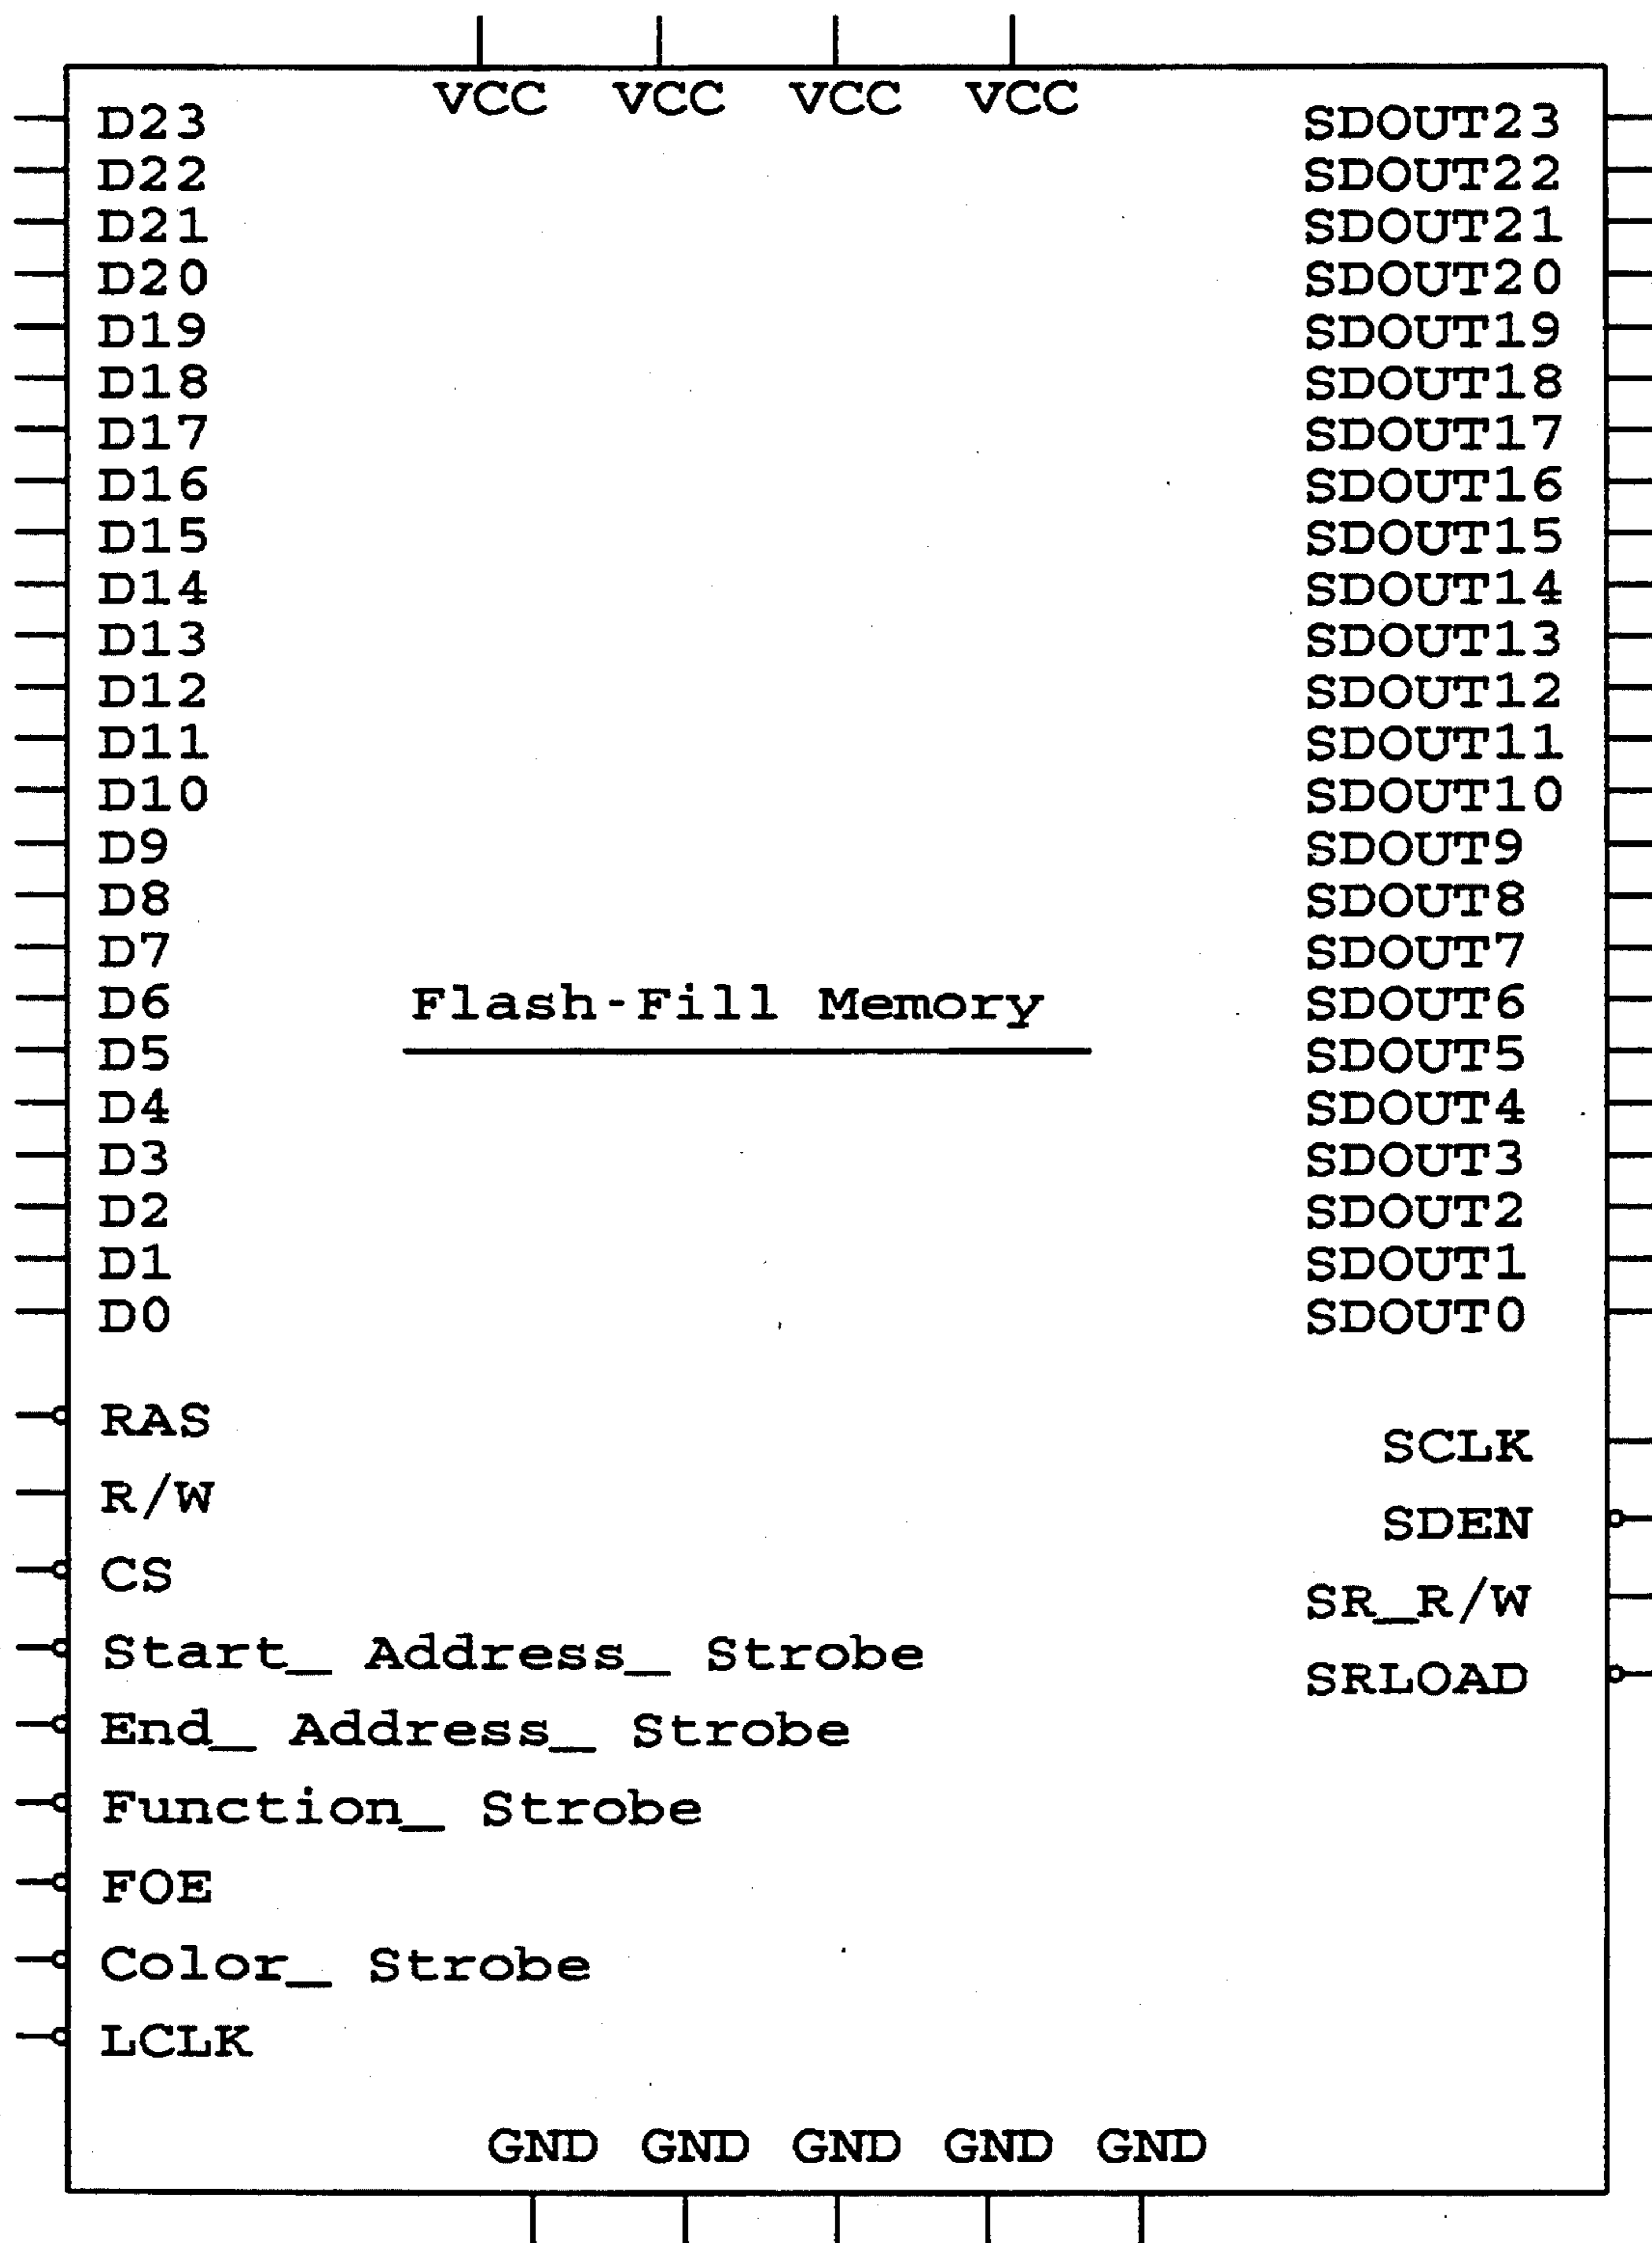 VCC VCC VCC VCC
D23 SDOUT23
D22 SDOUT22
D21 SDOUT21
D20 SDOUT20
D19 SDOUT19
D18 SDOUT18
D17 SDOUT17
D16 SDOUT16
D15 SDOUT15
D14 SDOUT14
D13 SDOUT13
D12 SDOUT12
D11 SDOUT11
D10 SDOUT10
D9 SDOUT9
D8 SDOUT8
D7 SDOUT7
D6 Flash-Fill Memory SDOUT6
D5 SDOUT5
D4 SDOUT4
D3 SDOUT3
D2 SDOUT2
D1 SDOUT1
D0 SDOUT0
RAS
SCLK
R/W
SDEN
CS
SR_R/W
Start_ Address_ Strobe
SRLOAD
End_ Address_ Strobe
Function_ Strobe
FOE
Color_ Strobe
LCLK
GND GND GND GND GND